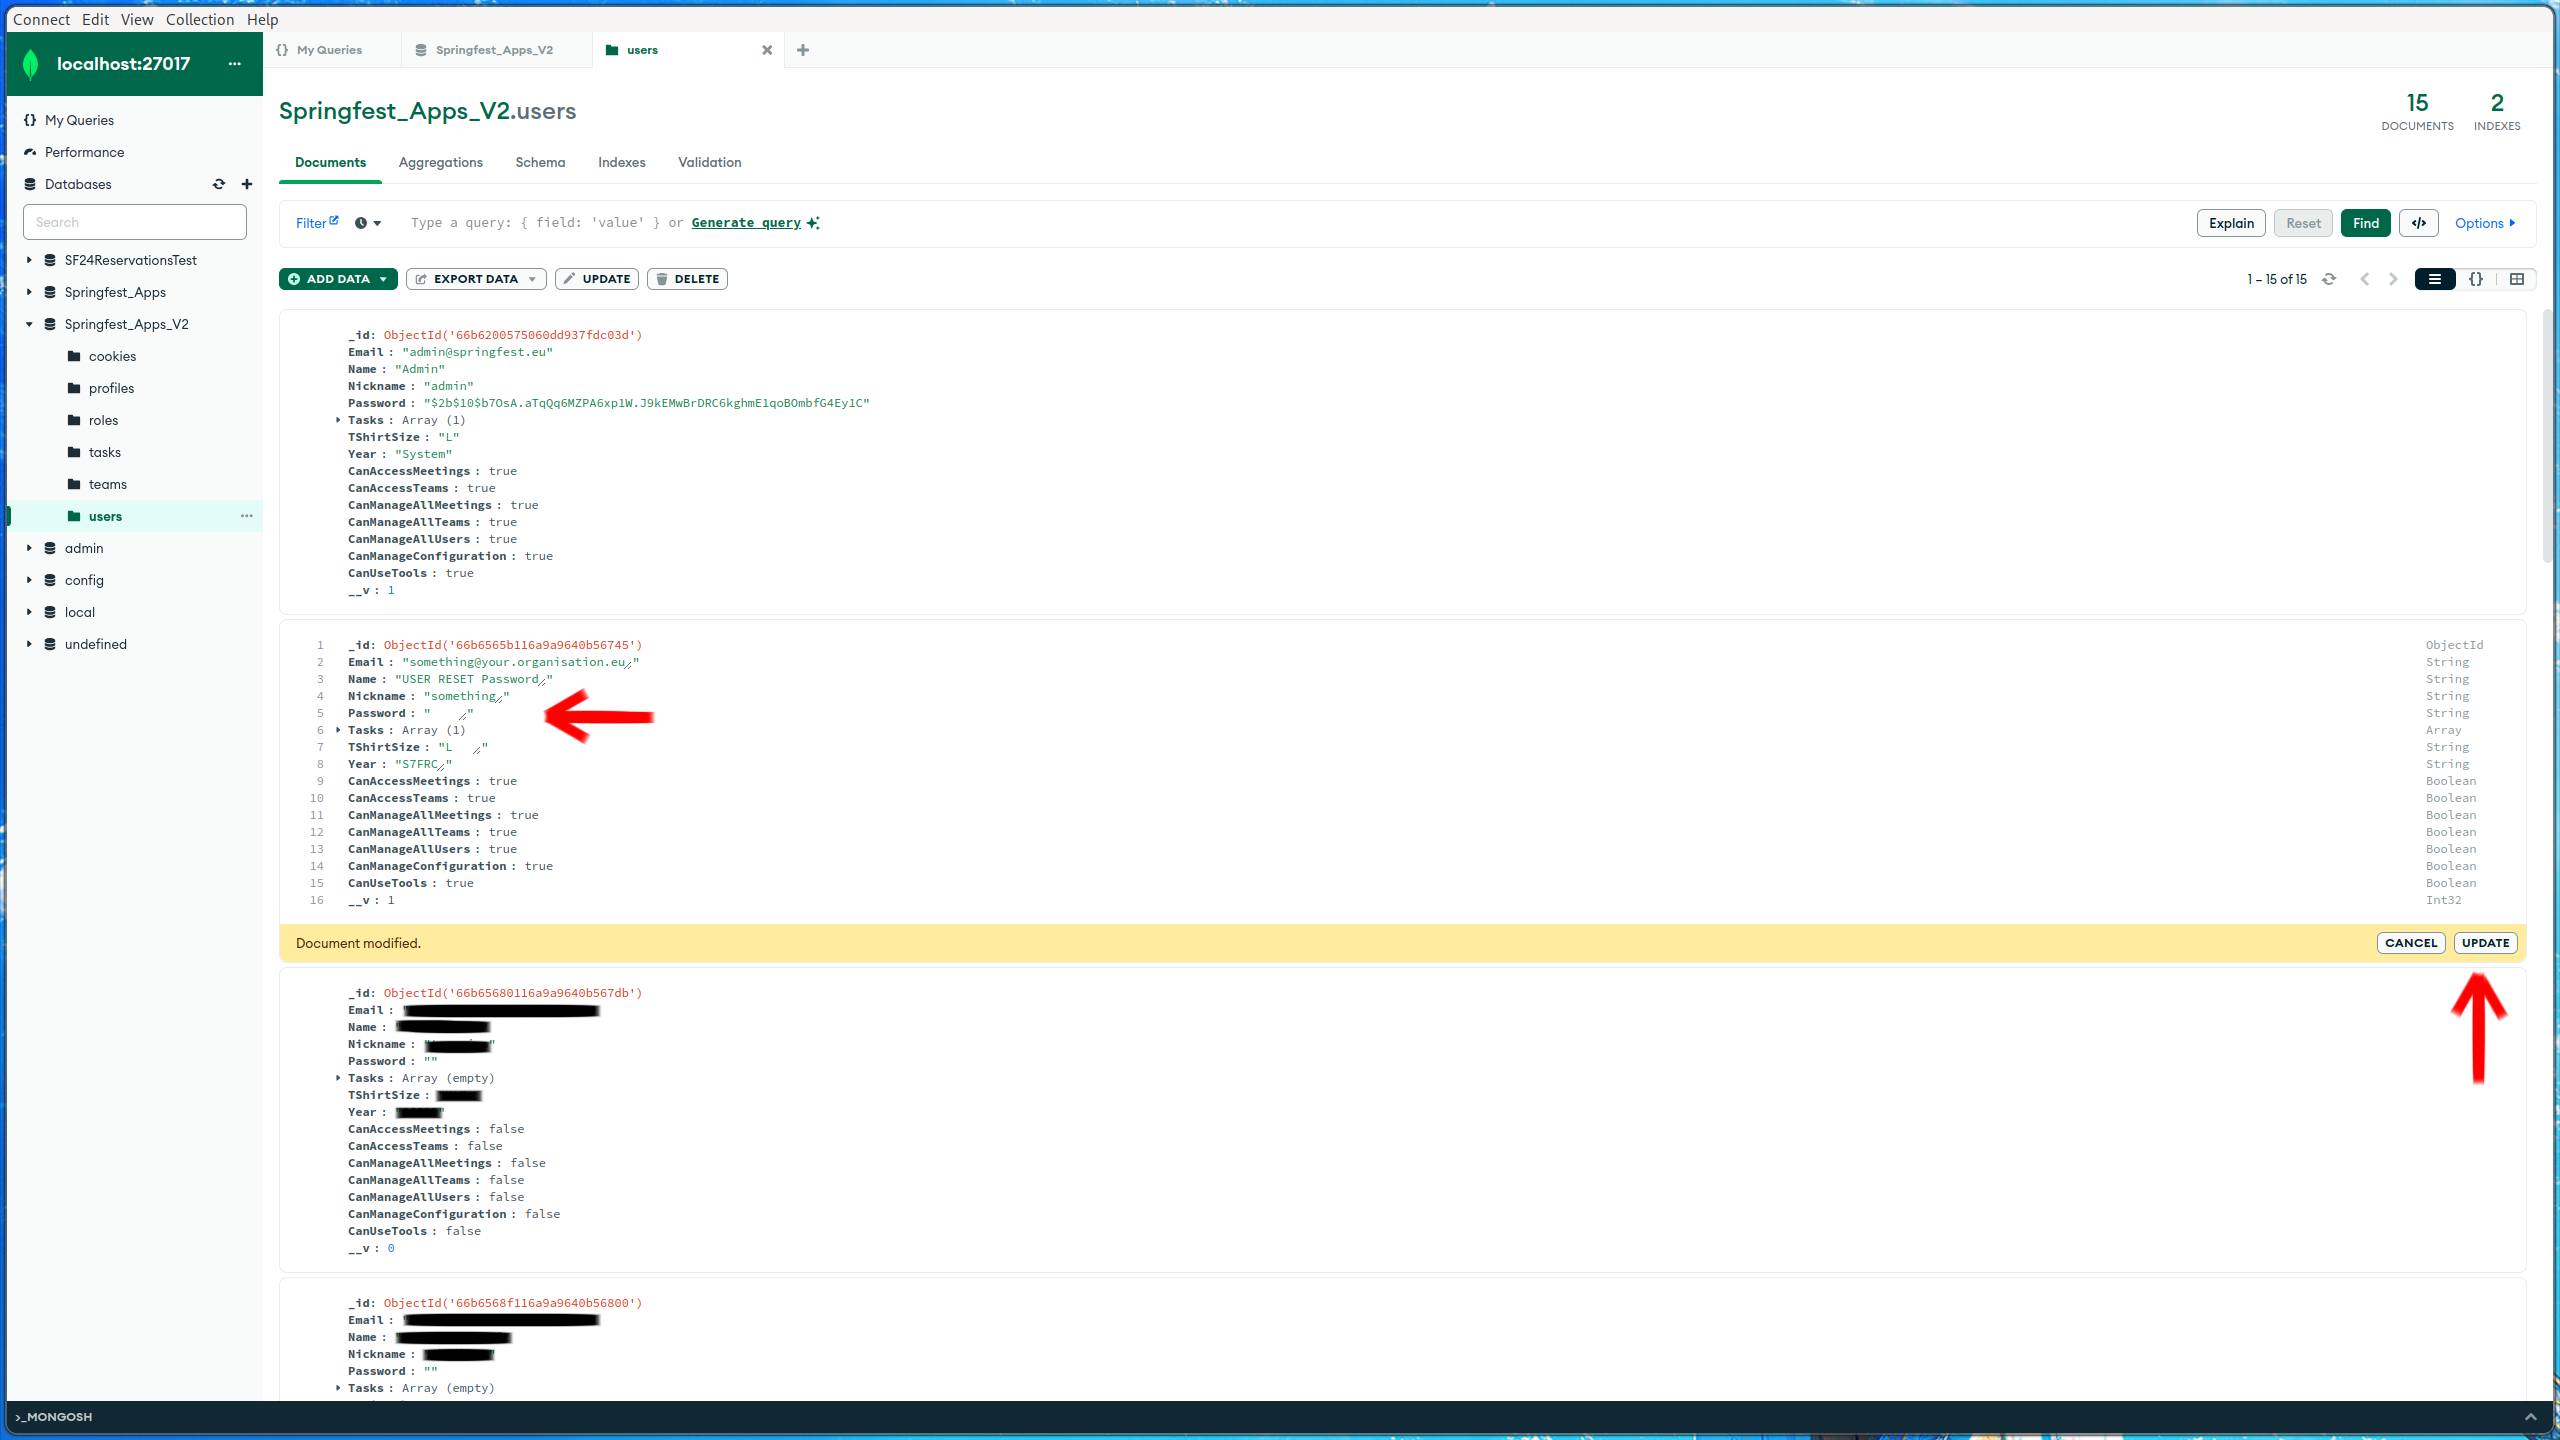 Connect Edit View Collection Help
localhost:27017 ...
{} My Queries
Performance
Databases
Search
SF24ReservationsTest
Springfest_Apps
Springfest_Apps_V2
cookies
profiles
roles
tasks
teams
users ...
admin
config
local
undefined
{} My Queries Springfest_Apps_V2 users
Springfest_Apps_V2.users
15 DOCUMENTS 2 INDEXES
Documents Aggregations Schema Indexes Validation
Filter Type a query: { field: 'value' } or Generate query Explain Reset Find </> Options
ADD DATA EXPORT DATA UPDATE DELETE 1 – 15 of 15 {}
_id: ObjectId('66b6200575060dd937fdc03d')
Email : "admin@springfest.eu"
Name : "Admin"
Nickname : "admin"
Password : "$2b$10$b7OsA.aTqQq6MZPA6xp1W.J9kEMwBrDRC6kghmE1qoBOmbfG4Ey1C"
Tasks : Array (1)
TShirtSize : "L"
Year : "System"
CanAccessMeetings : true
CanAccessTeams : true
CanManageAllMeetings : true
CanManageAllTeams : true
CanManageAllUsers : true
CanManageConfiguration : true
CanUseTools : true
__v : 1
1 _id: ObjectId('66b6565b116a9a9640b56745') ObjectId
2 Email : "something@your.organisation.eu" String
3 Name : "USER RESET Password" String
4 Nickname : "something" String
5 Password : " " String
6 Tasks : Array (1) Array
7 TShirtSize : "L " String
8 Year : "S7FRC" String
9 CanAccessMeetings : true Boolean
10 CanAccessTeams : true Boolean
11 CanManageAllMeetings : true Boolean
12 CanManageAllTeams : true Boolean
13 CanManageAllUsers : true Boolean
14 CanManageConfiguration : true Boolean
15 CanUseTools : true Boolean
16 __v : 1 Int32
Document modified. CANCEL UPDATE
_id: ObjectId('66b65680116a9a9640b567db')
Email :
Name :
Nickname :
Password : ""
Tasks : Array (empty)
TShirtSize :
Year :
CanAccessMeetings : false
CanAccessTeams : false
CanManageAllMeetings : false
CanManageAllTeams : false
CanManageAllUsers : false
CanManageConfiguration : false
CanUseTools : false
__v : 0
_id: ObjectId('66b6568f116a9a9640b56800')
Email :
Name :
Nickname :
Password : ""
Tasks : Array (empty)
>_MONGOSH